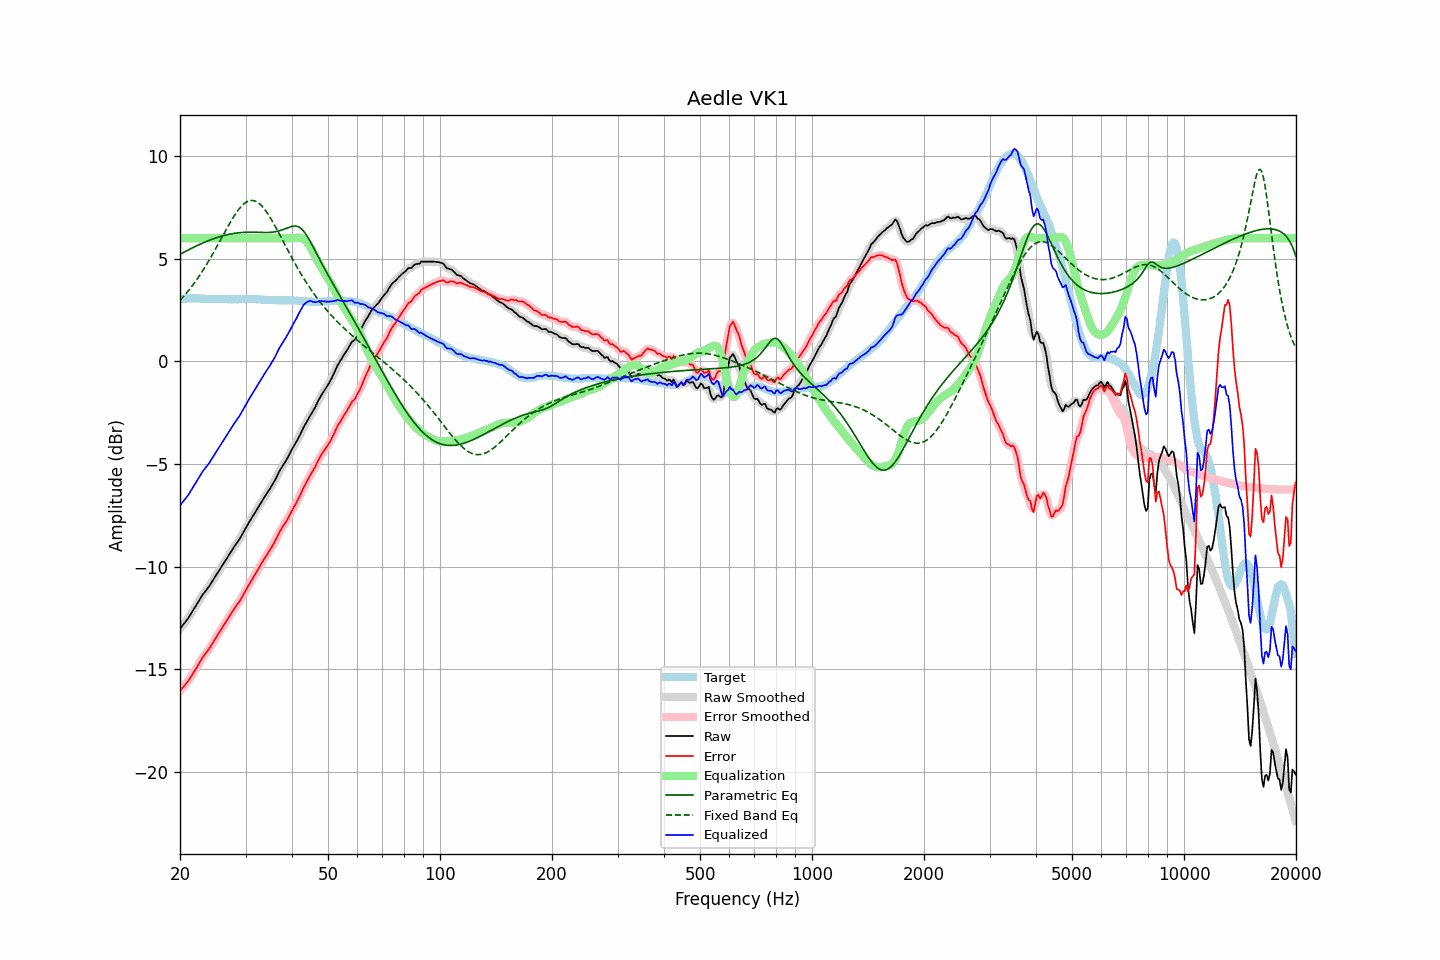 Aedle VK1
10
5
0
−5
−10
−15
−20
Amplitude (dBr)
Target
Raw Smoothed
Error Smoothed
Raw
Error
Equalization
Parametric Eq
Fixed Band Eq
Equalized
20 50 100 200 500 1000 2000 5000 10000 20000
Frequency (Hz)